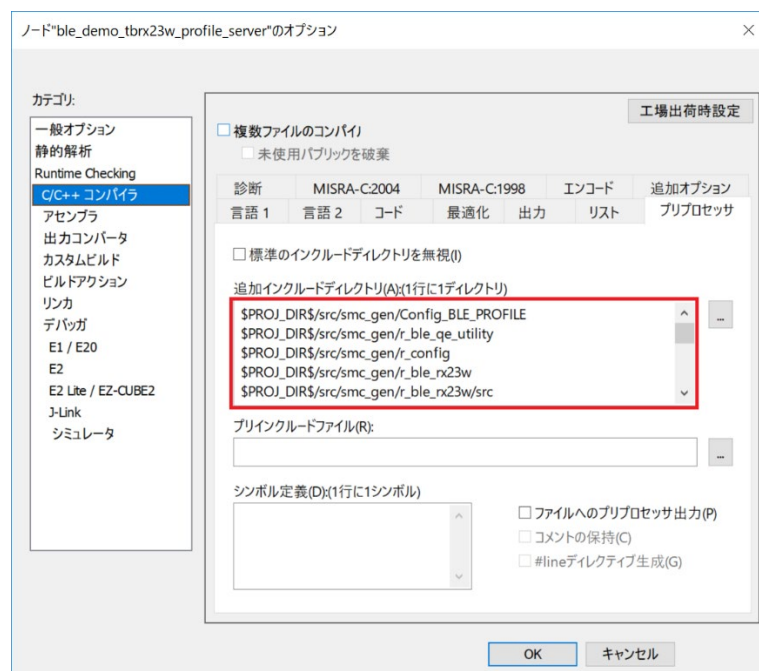 ノード"ble_demo_tbrx23w_profile_server"のオプション
カテゴリ:
一般オプション
静的解析
Runtime Checking
C/C++ コンパイラ
アセンブラ
出力コンバータ
カスタムビルド
ビルドアクション
リンカ
デバッガ
E1 / E20
E2
E2 Lite / EZ-CUBE2
J-Link
シミュレータ
工場出荷時設定
複数ファイルのコンパイル
未使用パブリックを破棄
診断 MISRA-C:2004 MISRA-C:1998 エンコード 追加オプション
言語 1 言語 2 コード 最適化 出力 リスト プリプロセッサ
標準のインクルードディレクトリを無視(I)
追加インクルードディレクトリ(A):(1行に1ディレクトリ)
$PROJ_DIR$/src/smc_gen/Config_BLE_PROFILE
$PROJ_DIR$/src/smc_gen/r_ble_qe_utility
$PROJ_DIR$/src/smc_gen/r_config
$PROJ_DIR$/src/smc_gen/r_ble_rx23w
$PROJ_DIR$/src/smc_gen/r_ble_rx23w/src
...
プリインクルードファイル(R):
...
シンボル定義(D):(1行に1シンボル)
ファイルへのプリプロセッサ出力(P)
コメントの保持(C)
#lineディレクティブ生成(G)
OK キャンセル